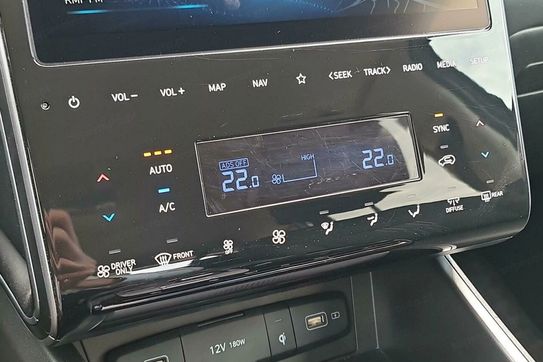 VOL− VOL+ MAP NAV ☆ <SEEK TRACK> RADIO MEDIA SETUP
AUTO
A/C
AQS OFF
22.0
HIGH
22.0
SYNC
DRIVER
ONLY
FRONT
DIFFUSE
REAR
12V 180W